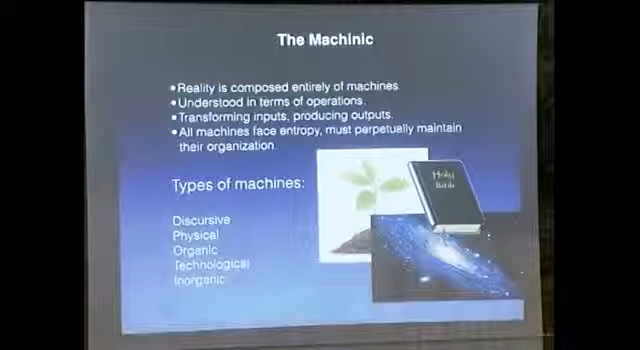 The Machinic
•Reality is composed entirely of machines
•Understood in terms of operations.
•Transforming inputs, producing outputs.
•All machines face entropy, must perpetually maintain
their organization.
Types of machines:
Discursive
Physical
Organic
Technological
Inorganic
Holy
Bible